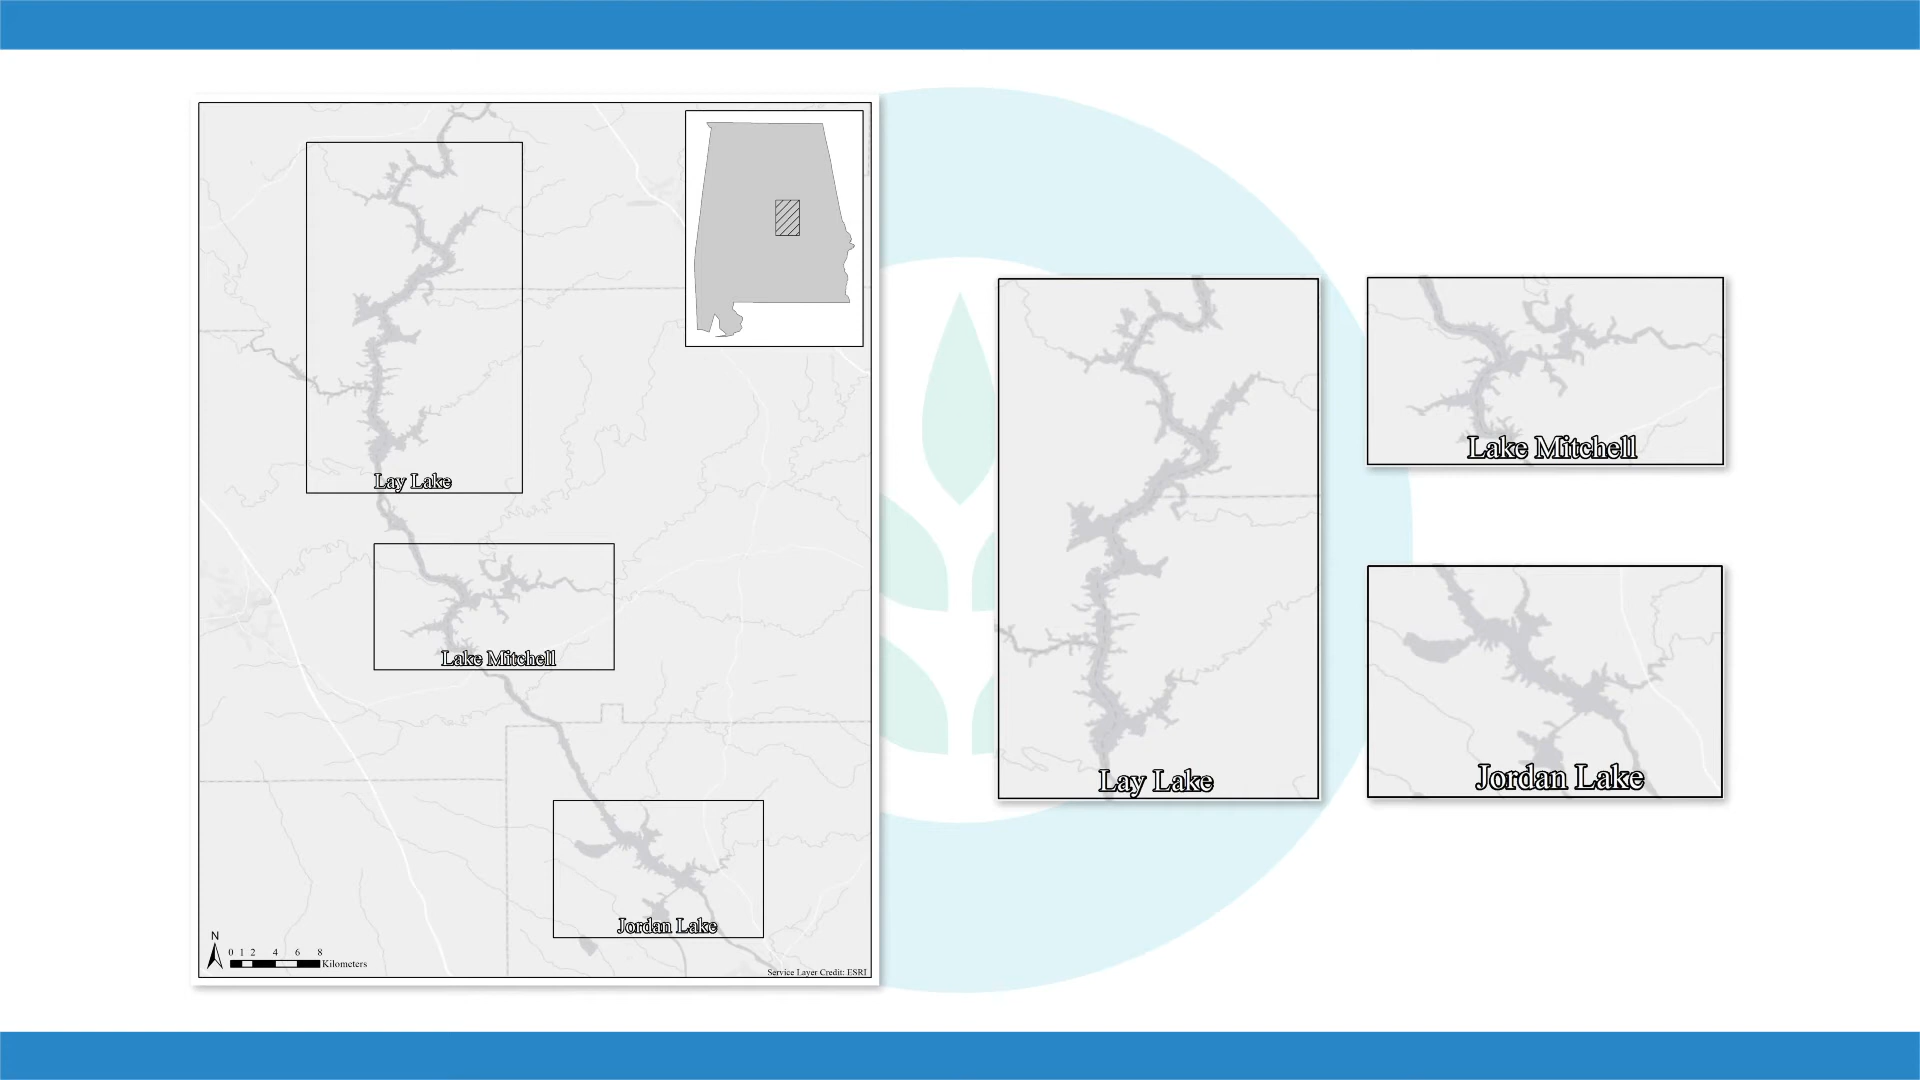 Lay Lake
Lake Mitchell
Jordan Lake
N
0 1 2 4 6 8
Kilometers
Service Layer Credit: ESRI
Lay Lake
Lake Mitchell
Jordan Lake